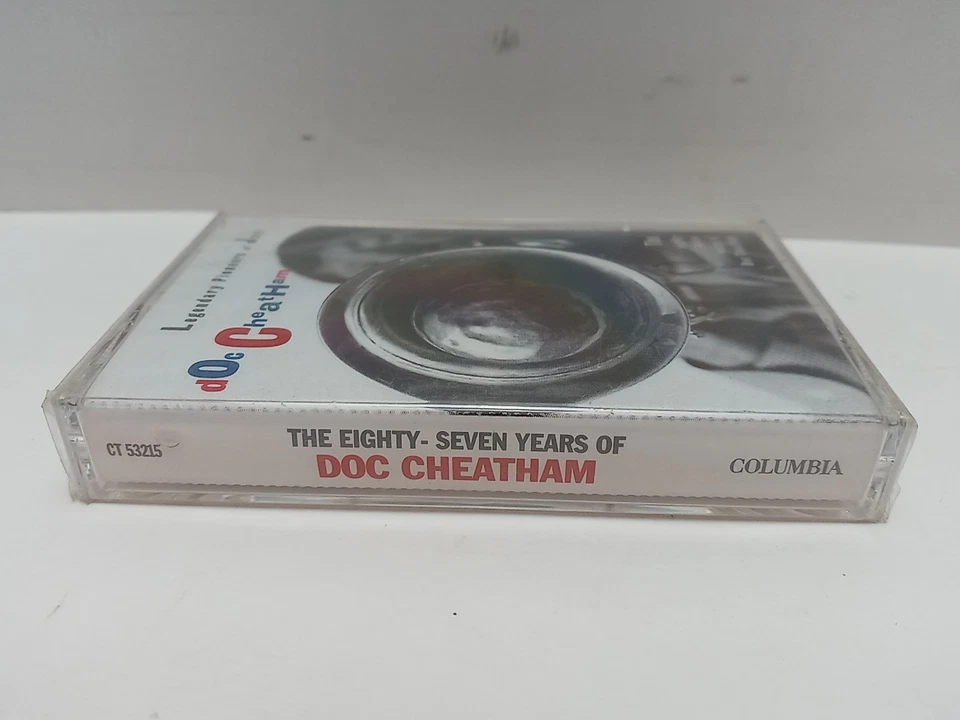 Legendary Pioneers of Jazz
dOc CheatHam
CT 53215
THE EIGHTY- SEVEN YEARS OF
DOC CHEATHAM
COLUMBIA